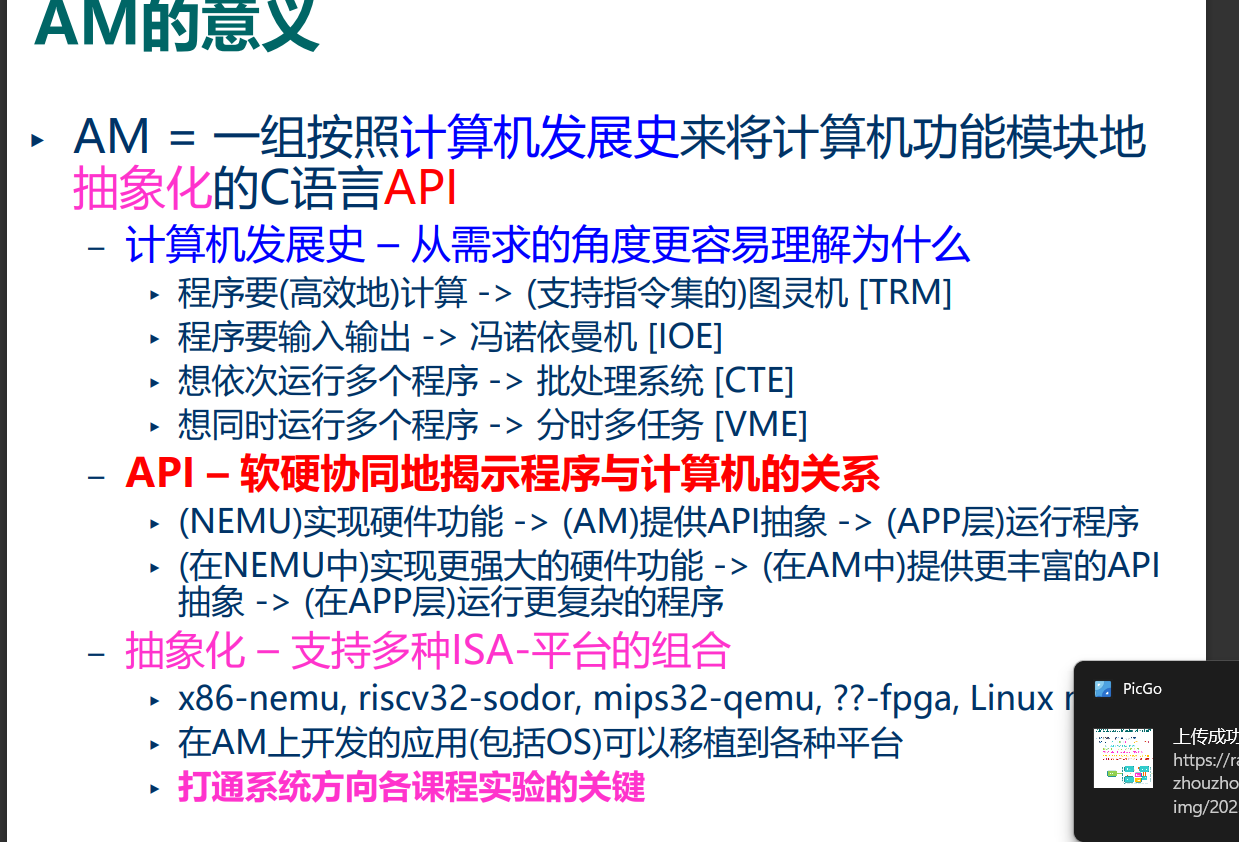 AM的意义
▸ AM = 一组按照计算机发展史来将计算机功能模块地
抽象化的C语言API
– 计算机发展史 – 从需求的角度更容易理解为什么
▸ 程序要(高效地)计算 -> (支持指令集的)图灵机 [TRM]
▸ 程序要输入输出 -> 冯诺依曼机 [IOE]
▸ 想依次运行多个程序 -> 批处理系统 [CTE]
▸ 想同时运行多个程序 -> 分时多任务 [VME]
– API – 软硬协同地揭示程序与计算机的关系
▸ (NEMU)实现硬件功能 -> (AM)提供API抽象 -> (APP层)运行程序
▸ (在NEMU中)实现更强大的硬件功能 -> (在AM中)提供更丰富的API
抽象 -> (在APP层)运行更复杂的程序
– 抽象化 – 支持多种ISA-平台的组合
▸ x86-nemu, riscv32-sodor, mips32-qemu, ??-fpga, Linux
▸ 在AM上开发的应用(包括OS)可以移植到各种平台
▸ 打通系统方向各课程实验的关键
PicGo
上传成功
https://ra
zhouzho
img/202